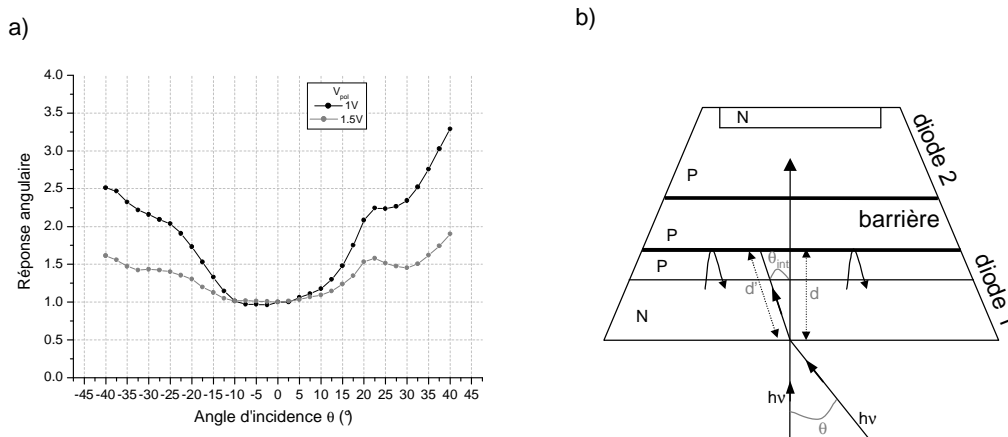 a)
Réponse angulaire
4.0
3.5
3.0
2.5
2.0
1.5
1.0
0.5
0.0
V_pol
1V
1.5V
-45 -40 -35 -30 -25 -20 -15 -10 -5 0 5 10 15 20 25 30 35 40 45
Angle d'incidence θ (°)
b)
N
diode 2
P
barrière
P
P
θ_int
d'
d
diode 1
N
hν
hν
θ